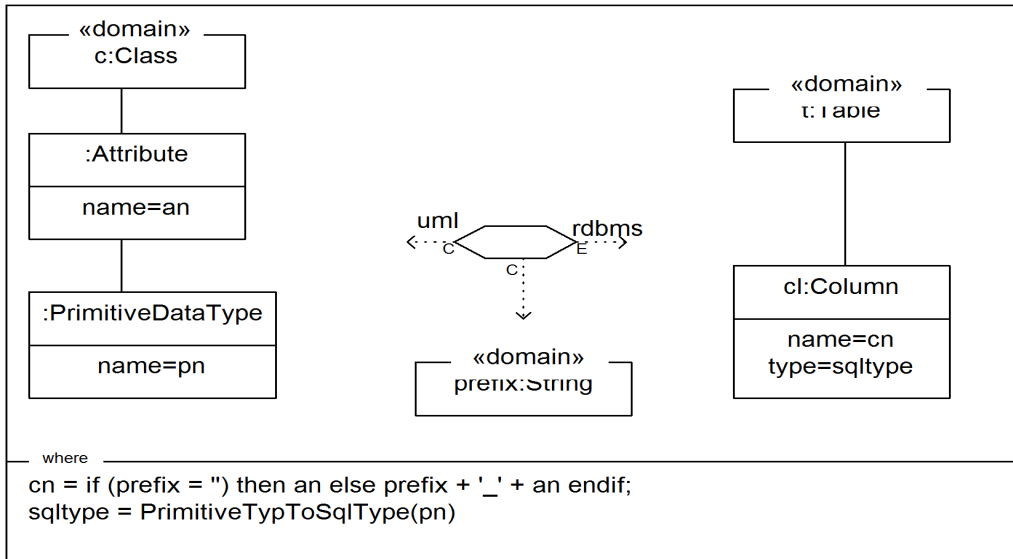 «domain»
c:Class
:Attribute
name=an
:PrimitiveDataType
name=pn
uml
C
rdbms
E
C
«domain»
prefix:String
«domain»
t:Table
cl:Column
name=cn
type=sqltype
where
cn = if (prefix = '') then an else prefix + '_' + an endif;
sqltype = PrimitiveTypToSqlType(pn)